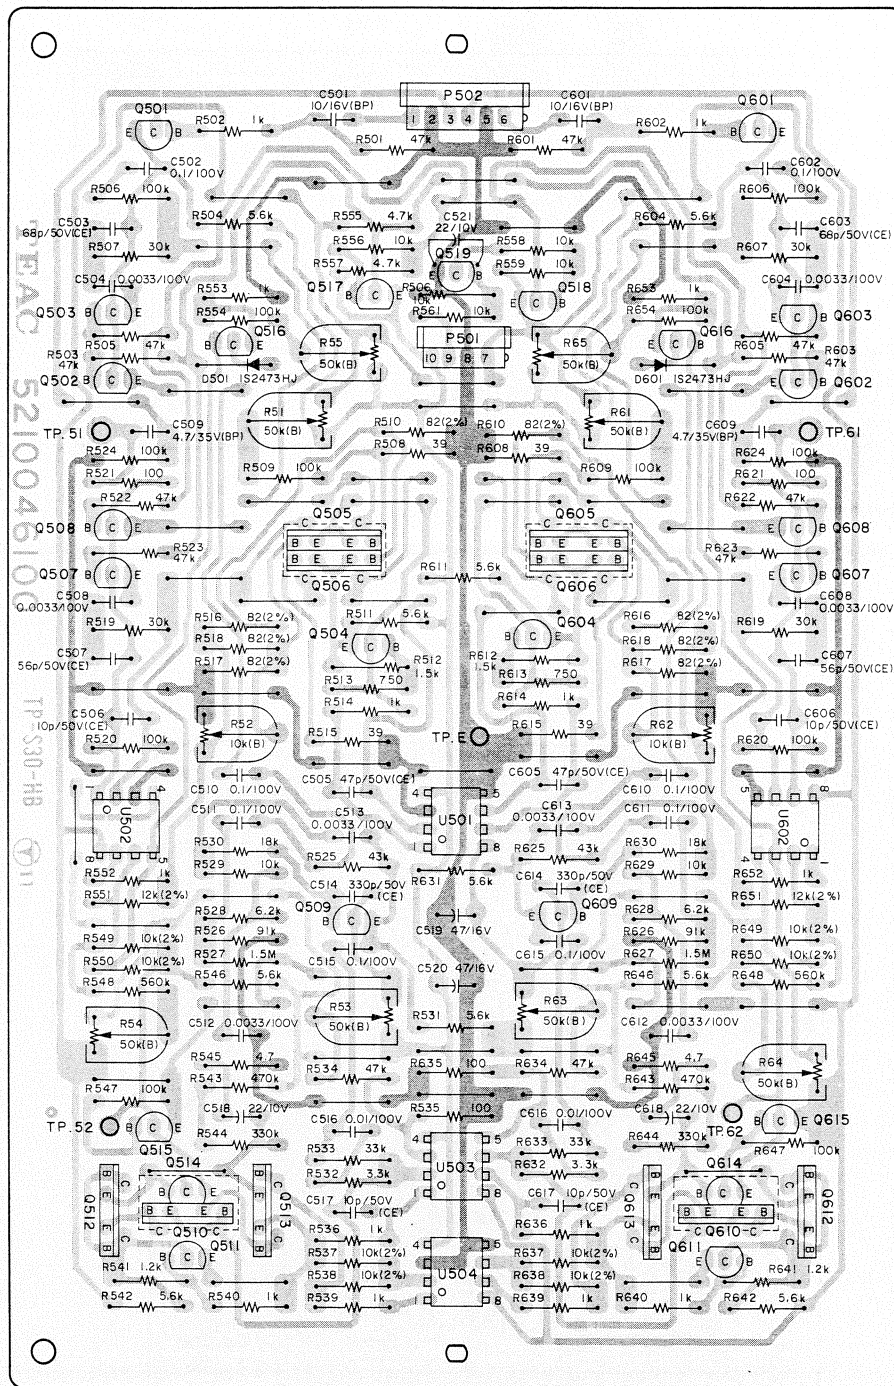 C501 10/16V(BP) P502 C601 10/16V(BP)
Q501 R502 1k 1 2 3 4 5 6 R602 1k Q601
E C B R501 47k R601 47k B C E
C502 0.1/100V C602 0.1/100V
R506 100k R606 100k
R504 5.6k R555 4.7k C521 22/10V R604 5.6k
C503 68p/50V(CE) R556 10k R558 10k C603 68p/50V(CE)
R507 30k Q519 E C B R559 10k R607 30k
R557 4.7k
C504 0.0033/100V R506 10k Q518 C604 0.0033/100V
R553 1k Q517 B C E E C B R653 1k
Q503 B C E R554 100k R561 10k R654 100k E C B Q603
R505 47k Q516 B C E R55 50k(B) P501 R65 50k(B) Q616 E C B R605 47k
R503 47k D501 1S2473HJ 10 9 8 7 D601 1S2473HJ R603 47k
Q502 B C E E C B Q602
R51 50k(B) R61 50k(B)
TP.51 C509 4.7/35V(BP) R510 82(2%) R610 82(2%) C609 4.7/35V(BP) TP.61
R524 100k R508 39 R608 39 R624 100k
R521 100 R509 100k R609 100k R621 100
R522 47k R622 47k
Q508 B C E Q505 C C Q605 C C E C B Q608
R523 47k B E E B B E E B R623 47k
B E E B B E E B
Q507 B C E C C Q506 R611 5.6k C C Q606 E C B Q607
C508 0.0033/100V C608 0.0033/100V
R519 30k R516 82(2%) R511 5.6k R616 82(2%) R619 30k
R518 82(2%) Q504 B C E Q604 E C B R618 82(2%)
C507 56p/50V(CE) R517 82(2%) R512 1.5k R612 1.5k R617 82(2%) C607 56p/50V(CE)
R513 750 R613 750
R514 1k R614 1k
C506 10p/50V(CE) R52 10k(B) TP.E R62 10k(B) C606 10p/50V(CE)
R520 100k R515 39 R615 39 R620 100k
C510 0.1/100V C505 47p/50V(CE) C605 47p/50V(CE) C610 0.1/100V
1 4 U502 8 5 4 5 U501 1 8 5 8 U602 4 1
C511 0.1/100V C513 0.0033/100V C613 0.0033/100V C611 0.1/100V
R530 18k R630 18k
R529 10k R525 43k R625 43k R629 10k
R552 1k R631 5.6k R652 1k
R551 12k(2%) C514 330p/50V (CE) C614 330p/50V (CE) R651 12k(2%)
R528 6.2k Q509 B C E Q609 B C E R628 6.2k
R549 10k(2%) R526 91k C519 47/16V R626 91k R649 10k(2%)
R550 10k(2%) R527 1.5M C515 0.1/100V C615 0.1/100V R627 1.5M R650 10k(2%)
R548 560k R546 5.6k C520 47/16V R646 5.6k R648 560k
R54 50k(B) R53 50k(B) R63 50k(B)
C512 0.0033/100V R531 5.6k C612 0.0033/100V
R545 4.7 R534 47k R635 100 R634 47k R645 4.7 R64 50k(B)
R547 100k R543 470k R643 470k
TP.52 C518 22/10V C516 0.01/100V R535 100 C616 0.01/100V C618 22/10V TP.62
Q515 B C E R544 330k R533 33k 4 5 R633 33k R644 330k B C E Q615
R532 3.3k U503 R632 3.3k R647 100k
Q512 B E E B C C Q514 B C E Q513 C517 10p/50V (CE) 1 8 C617 10p/50V (CE) Q613 Q614 B C E Q612 B E E B C C
B E E B B E E B
C Q510 C R536 1k R636 1k C Q610 C
Q511 B C E R537 10k(2%) 4 5 R637 10k(2%) Q611 E C B
R541 1.2k R538 10k(2%) U504 R638 10k(2%) R641 1.2k
R542 5.6k R540 1k R539 1k 1 8 R639 1k R640 1k R642 5.6k
TEAC 5210046100
TP-330-HB